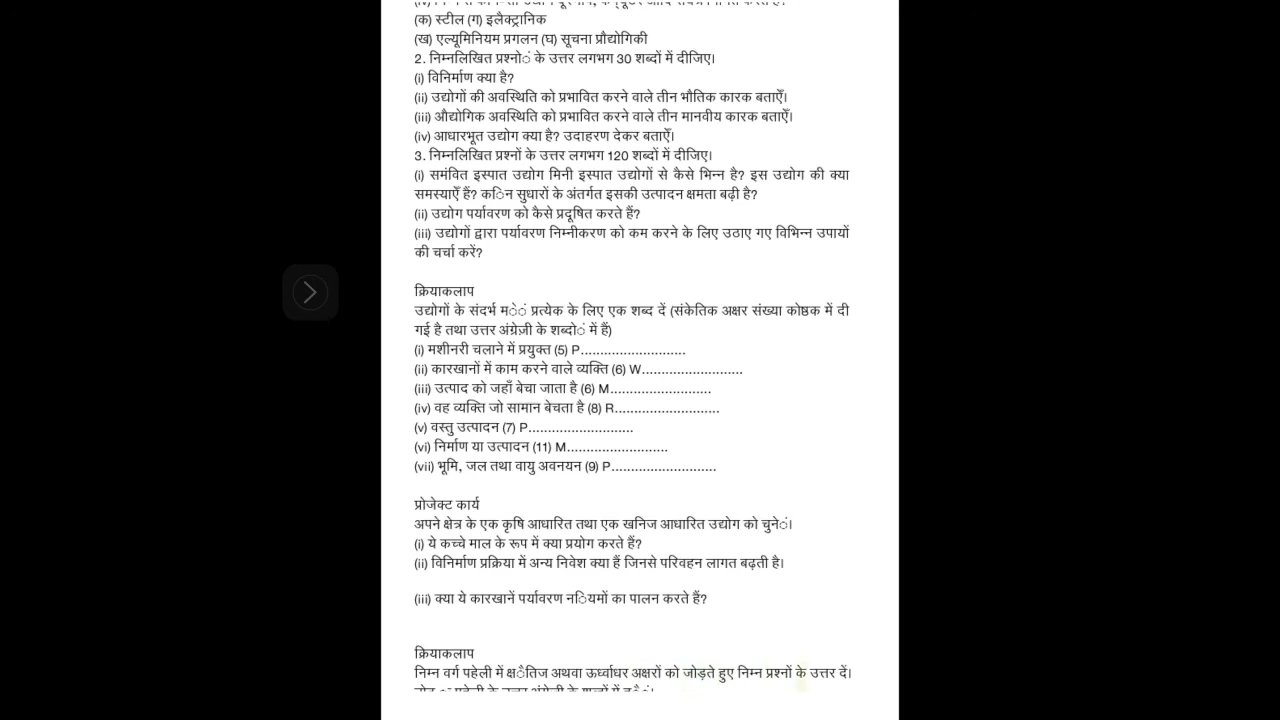 (क) स्टील (ग) इलैक्ट्रानिक
(ख) एल्यूमिनियम प्रगलन (घ) सूचना प्रौद्योगिकी
2. निम्नलिखित प्रश्नोें के उत्तर लगभग 30 शब्दों में दीजिए।
(i) विनिर्माण क्या है?
(ii) उद्योगों की अवस्थिति को प्रभावित करने वाले तीन भौतिक कारक बताएँ।
(iii) औद्योगिक अवस्थिति को प्रभावित करने वाले तीन मानवीय कारक बताएँ।
(iv) आधारभूत उद्योग क्या है? उदाहरण देकर बताएँ।
3. निम्नलिखित प्रश्नों के उत्तर लगभग 120 शब्दों में दीजिए।
(i) समंवित इस्पात उद्योग मिनी इस्पात उद्योगों से कैसे भिन्न है? इस उद्योग की क्या
समस्याएँ हैं? किन सुधारों के अंतर्गत इसकी उत्पादन क्षमता बढ़ी है?
(ii) उद्योग पर्यावरण को कैसे प्रदूषित करते हैं?
(iii) उद्योगों द्वारा पर्यावरण निम्नीकरण को कम करने के लिए उठाए गए विभिन्न उपायों
की चर्चा करें?
क्रियाकलाप
उद्योगों के संदर्भ में प्रत्येक के लिए एक शब्द दें (संकेतिक अक्षर संख्या कोष्ठक में दी
गई है तथा उत्तर अंग्रेज़ी के शब्दों में हैं)
(i) मशीनरी चलाने में प्रयुक्त (5) P...........................
(ii) कारखानों में काम करने वाले व्यक्ति (6) W..........................
(iii) उत्पाद को जहाँ बेचा जाता है (6) M..........................
(iv) वह व्यक्ति जो सामान बेचता है (8) R...........................
(v) वस्तु उत्पादन (7) P...........................
(vi) निर्माण या उत्पादन (11) M..........................
(vii) भूमि, जल तथा वायु अवनयन (9) P...........................
प्रोजेक्ट कार्य
अपने क्षेत्र के एक कृषि आधारित तथा एक खनिज आधारित उद्योग को चुनें।
(i) ये कच्चे माल के रूप में क्या प्रयोग करते हैं?
(ii) विनिर्माण प्रक्रिया में अन्य निवेश क्या हैं जिनसे परिवहन लागत बढ़ती है।
(iii) क्या ये कारखानें पर्यावरण नियमों का पालन करते हैं?
क्रियाकलाप
निम्न वर्ग पहेली में क्षैतिज अथवा ऊर्ध्वाधर अक्षरों को जोड़ते हुए निम्न प्रश्नों के उत्तर दें।